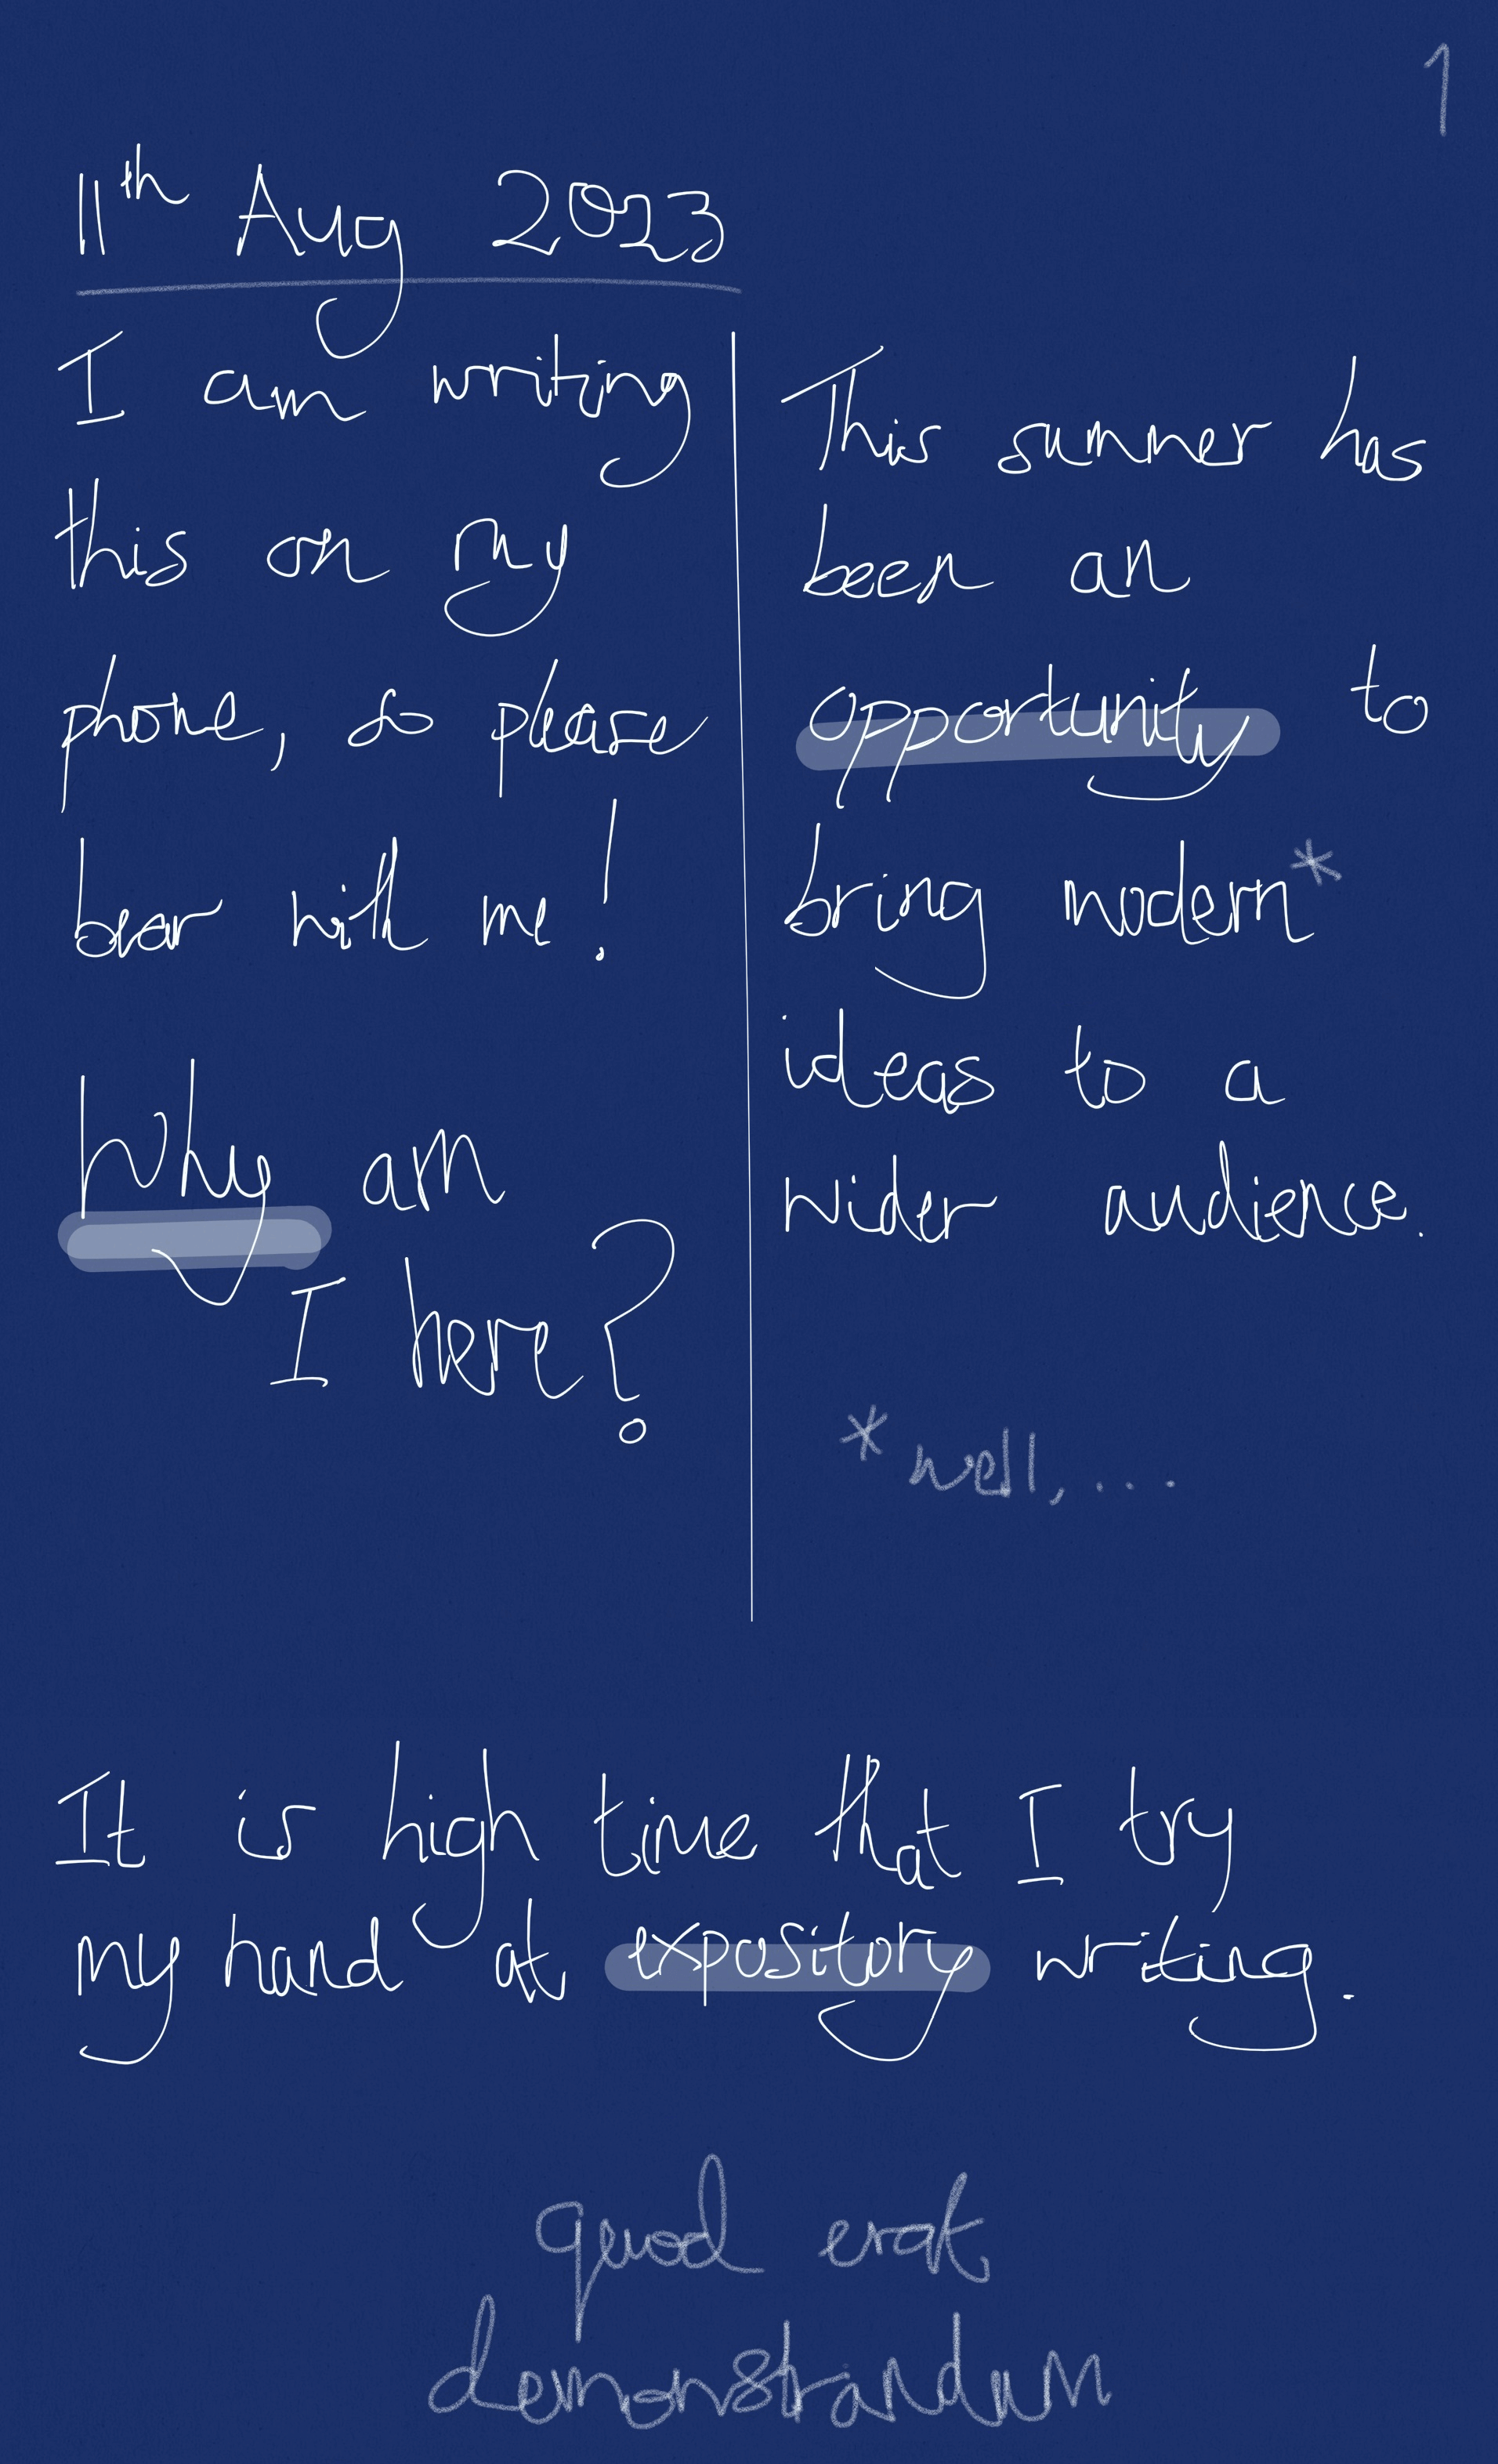 1
11th Aug 2023
I am writing
this on my
phone, so please
bear with me!
Why am
I here?
This summer has
been an
opportunity to
bring modern*
ideas to a
wider audience.
*well,....
It is high time that I try
my hand at expository writing.
quod erat
demonstrandum